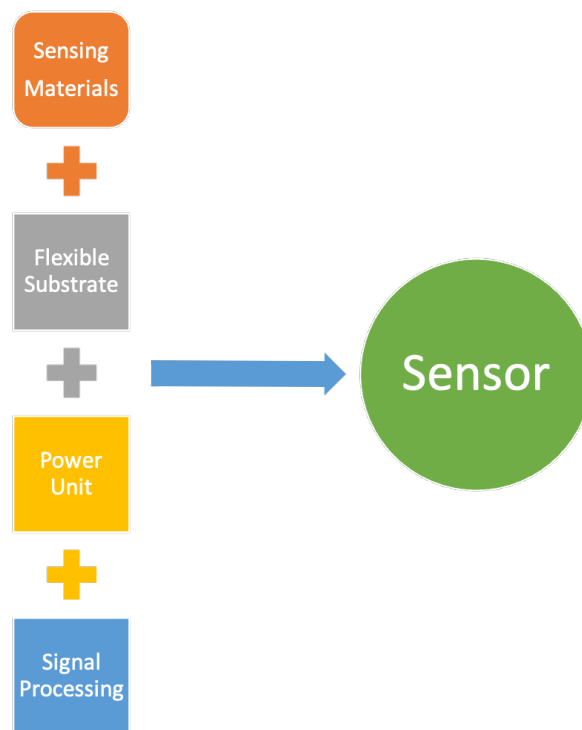 Sensing
Materials
Flexible
Substrate
Power
Unit
Signal
Processing
Sensor